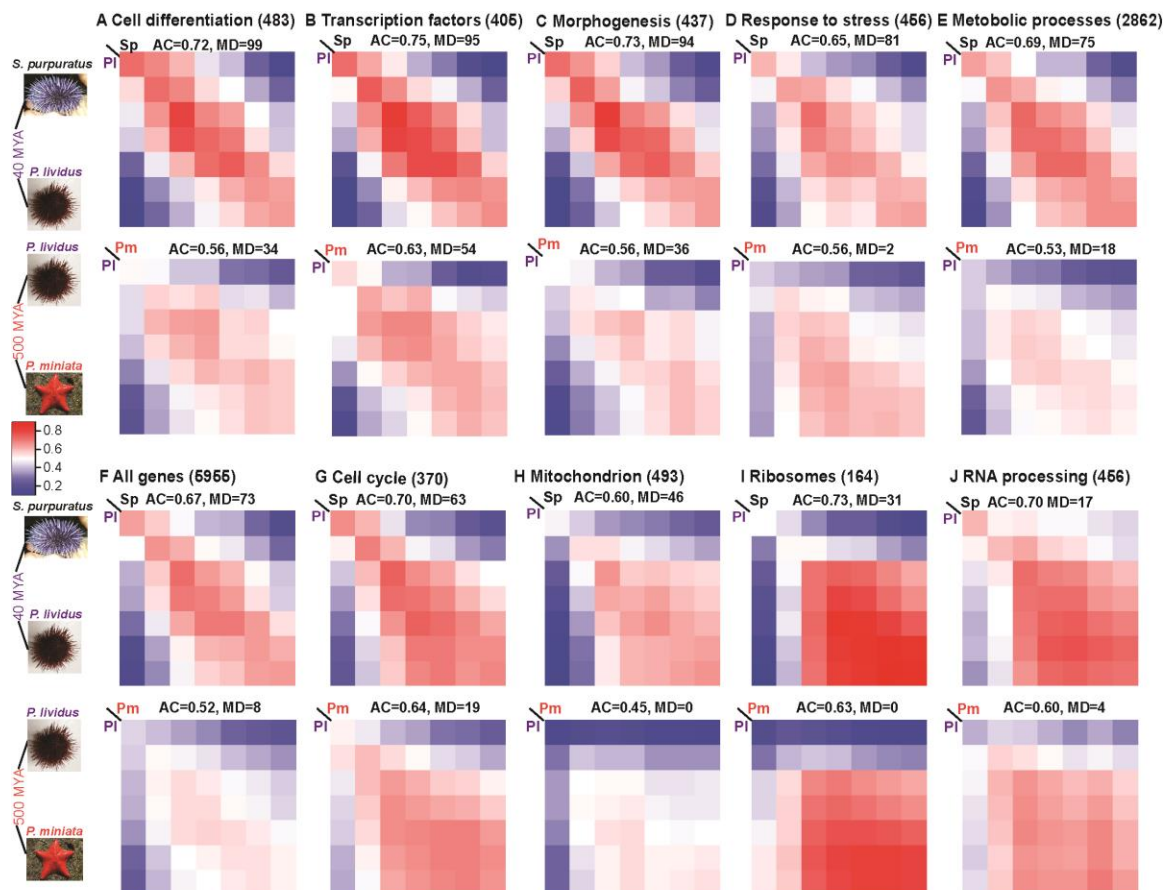 A Cell differentiation (483)
B Transcription factors (405)
C Morphogenesis (437)
D Response to stress (456)
E Metobolic processes (2862)
Sp AC=0.72, MD=99
Pl
Sp AC=0.75, MD=95
Pl
Sp AC=0.73, MD=94
Pl
Sp AC=0.65, MD=81
Pl
Sp AC=0.69, MD=75
Pl
S. purpuratus
40 MYA
P. lividus
P. lividus
500 MYA
P. miniata
Pm AC=0.56, MD=34
Pl
Pm AC=0.63, MD=54
Pl
Pm AC=0.56, MD=36
Pl
Pm AC=0.56, MD=2
Pl
Pm AC=0.53, MD=18
Pl
0.8
0.6
0.4
0.2
F All genes (5955)
G Cell cycle (370)
H Mitochondrion (493)
I Ribosomes (164)
J RNA processing (456)
Sp AC=0.67, MD=73
Pl
Sp AC=0.70, MD=63
Pl
Sp AC=0.60, MD=46
Pl
Sp AC=0.73, MD=31
Pl
Sp AC=0.70 MD=17
Pl
S. purpuratus
40 MYA
P. lividus
P. lividus
500 MYA
P. miniata
Pm AC=0.52, MD=8
Pl
Pm AC=0.64, MD=19
Pl
Pm AC=0.45, MD=0
Pl
Pm AC=0.63, MD=0
Pl
Pm AC=0.60, MD=4
Pl